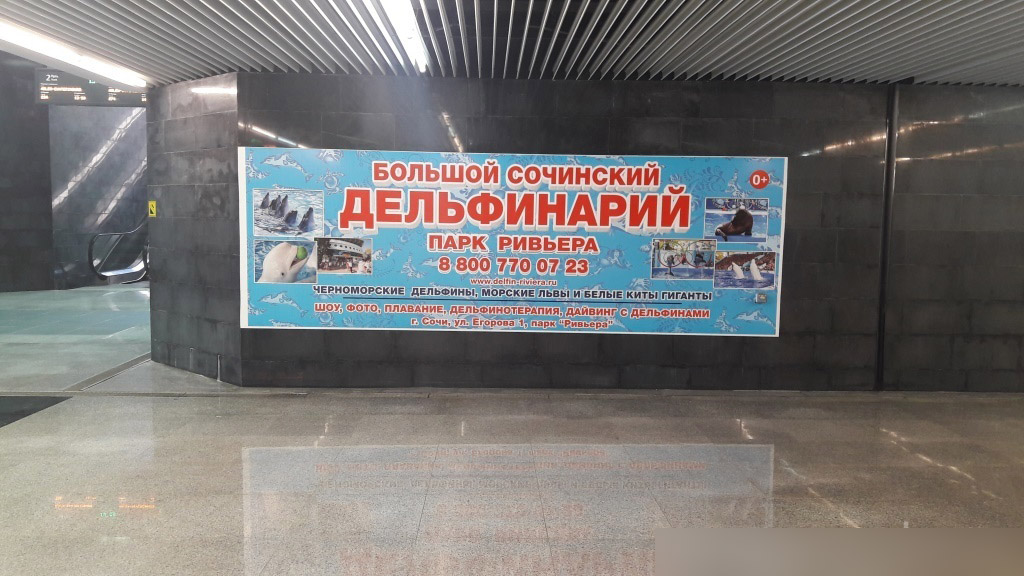 БОЛЬШОЙ СОЧИНСКИЙ
ДЕЛЬФИНАРИЙ
0+
ПАРК РИВЬЕРА
8 800 770 07 23
www.delfin-riviera.ru
ЧЕРНОМОРСКИЕ ДЕЛЬФИНЫ, МОРСКИЕ ЛЬВЫ И БЕЛЫЕ КИТЫ ГИГАНТЫ
ШОУ, ФОТО, ПЛАВАНИЕ, ДЕЛЬФИНОТЕРАПИЯ, ДАЙВИНГ С ДЕЛЬФИНАМИ
г. Сочи, ул. Егорова 1, парк "Ривьера"
2